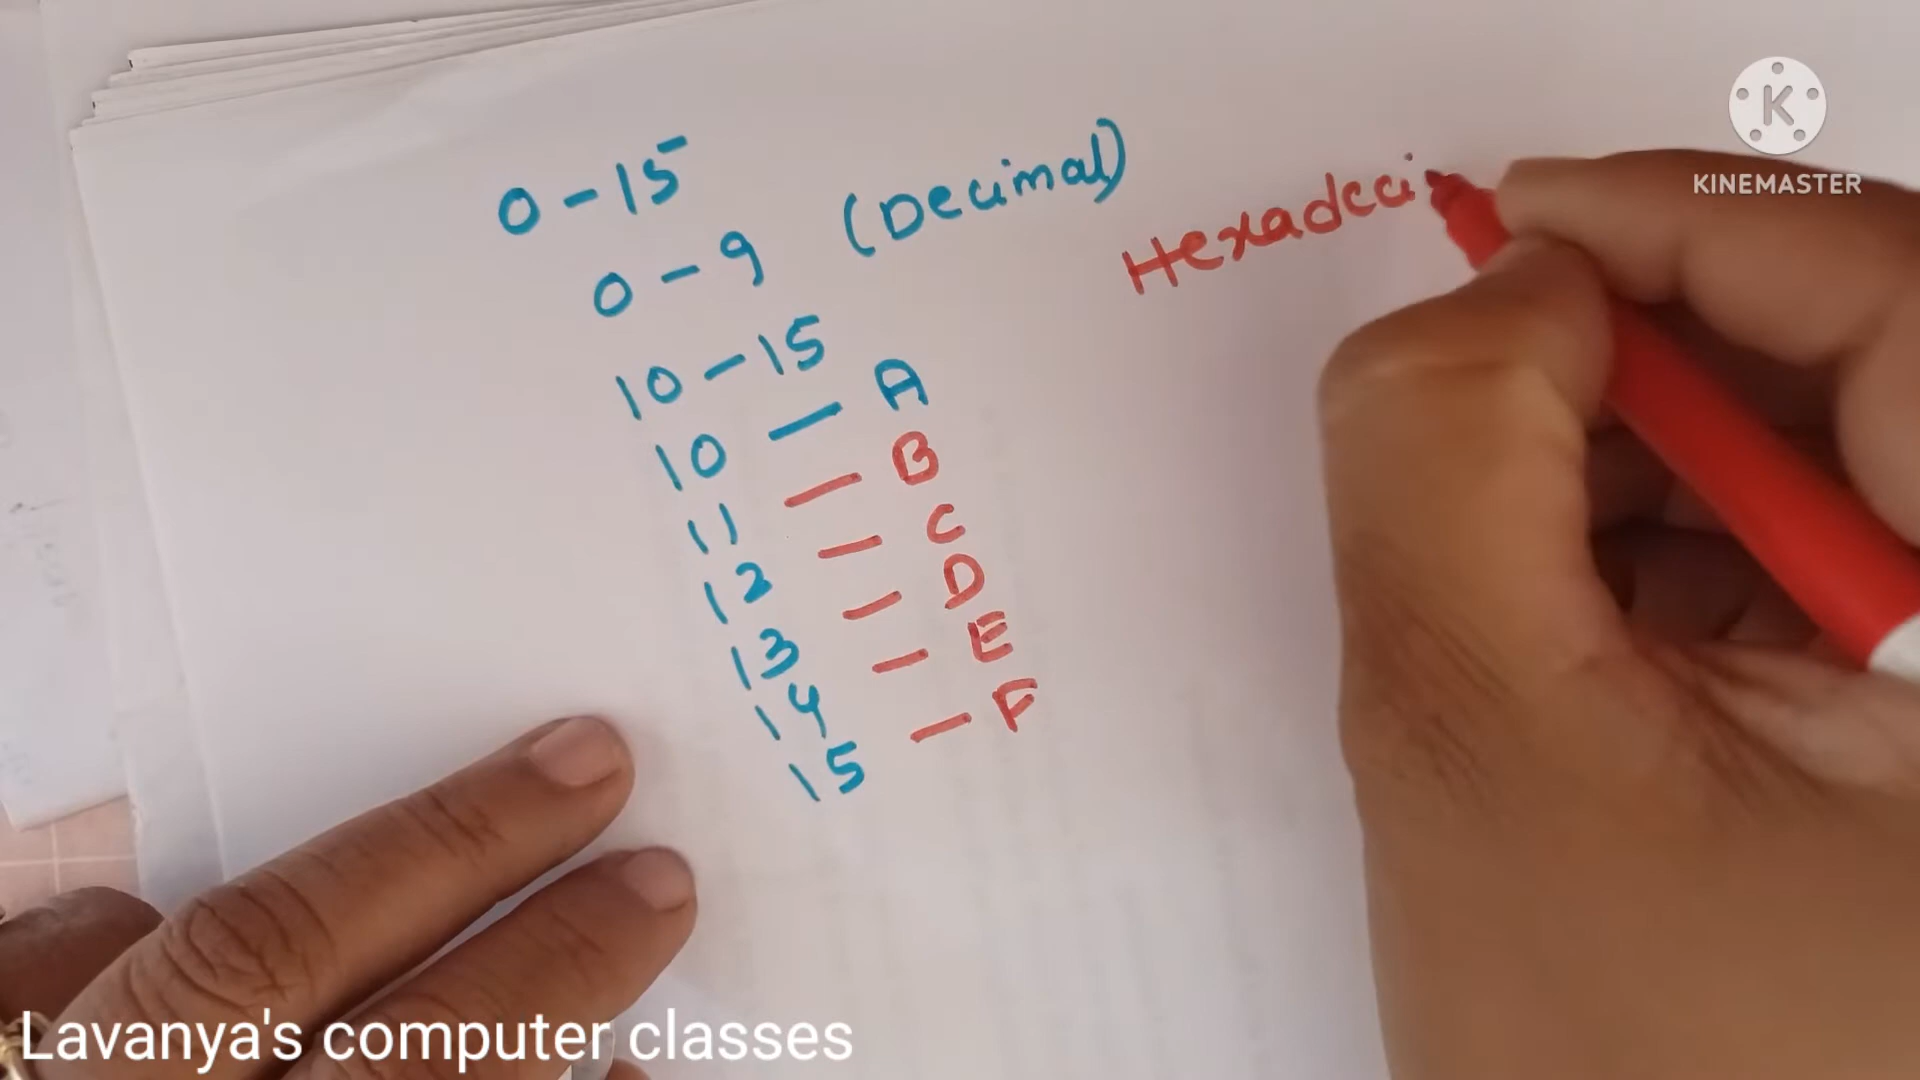 0-15
0-9 (Decimal)
Hexadeci
10-15
10 — A
11 — B
12 — C
13 — D
14 — E
15 — F
K
KINEMASTER
Lavanya's computer classes